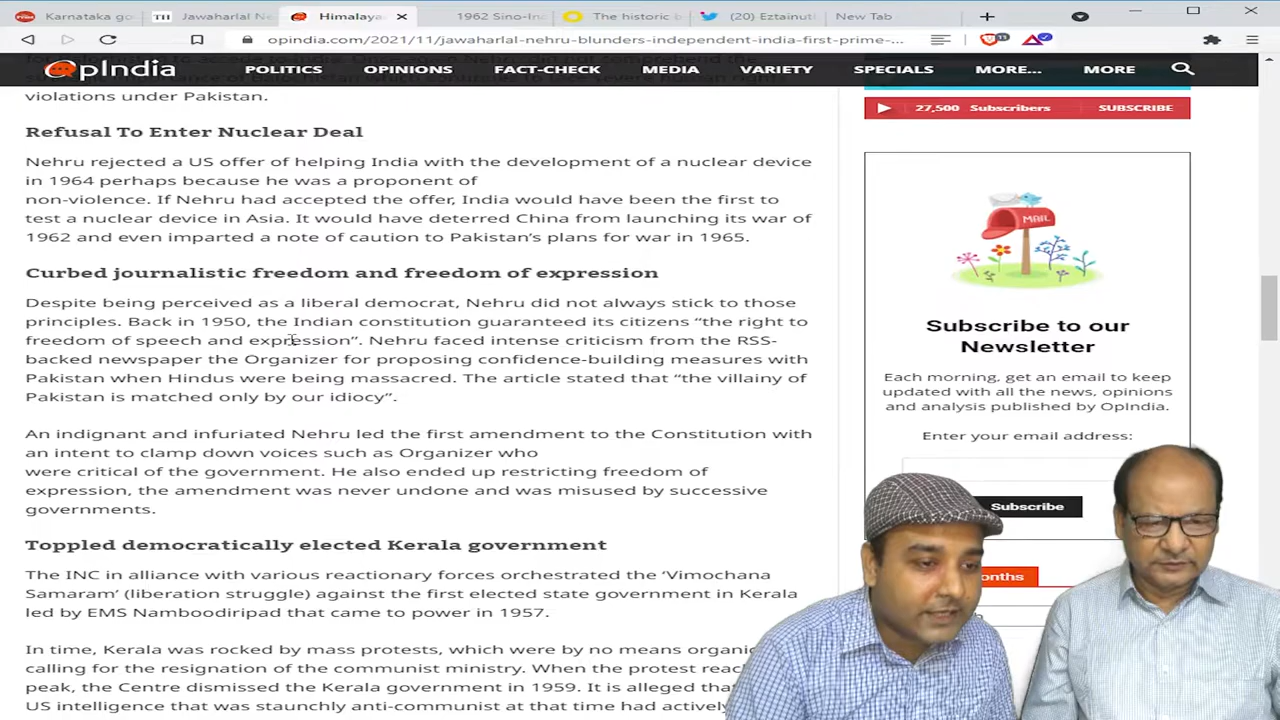 Karnataka go
TH Jawaharlal Ne
Himalaya
1962 Sino-In
The historic b
(20) Eztainut
New Tab
opindia.com/2021/11/jawaharlal-nehru-blunders-independent-india-first-prime-...
OpIndia
POLITICS OPINIONS FACT-CHECK MEDIA VARIETY SPECIALS MORE... MORE
violations under Pakistan.
Refusal To Enter Nuclear Deal
Nehru rejected a US offer of helping India with the development of a nuclear device
in 1964 perhaps because he was a proponent of
non-violence. If Nehru had accepted the offer, India would have been the first to
test a nuclear device in Asia. It would have deterred China from launching its war of
1962 and even imparted a note of caution to Pakistan's plans for war in 1965.
Curbed journalistic freedom and freedom of expression
Despite being perceived as a liberal democrat, Nehru did not always stick to those
principles. Back in 1950, the Indian constitution guaranteed its citizens “the right to
freedom of speech and expression”. Nehru faced intense criticism from the RSS-
backed newspaper the Organizer for proposing confidence-building measures with
Pakistan when Hindus were being massacred. The article stated that “the villainy of
Pakistan is matched only by our idiocy”.
An indignant and infuriated Nehru led the first amendment to the Constitution with
an intent to clamp down voices such as Organizer who
were critical of the government. He also ended up restricting freedom of
expression, the amendment was never undone and was misused by successive
governments.
Toppled democratically elected Kerala government
The INC in alliance with various reactionary forces orchestrated the ‘Vimochana
Samaram’ (liberation struggle) against the first elected state government in Kerala
led by EMS Namboodiripad that came to power in 1957.
In time, Kerala was rocked by mass protests, which were by no means organi
calling for the resignation of the communist ministry. When the protest reac
peak, the Centre dismissed the Kerala government in 1959. It is alleged tha
US intelligence that was staunchly anti-communist at that time had actively
27,500 Subscribers SUBSCRIBE
MAIL
Subscribe to our
Newsletter
Each morning, get an email to keep
updated with all the news, opinions
and analysis published by OpIndia.
Enter your email address:
Subscribe
onths